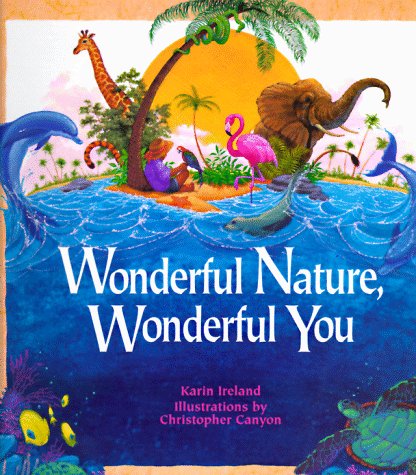 Wonderful Nature,
Wonderful You
Karin Ireland
Illustrations by
Christopher Canyon